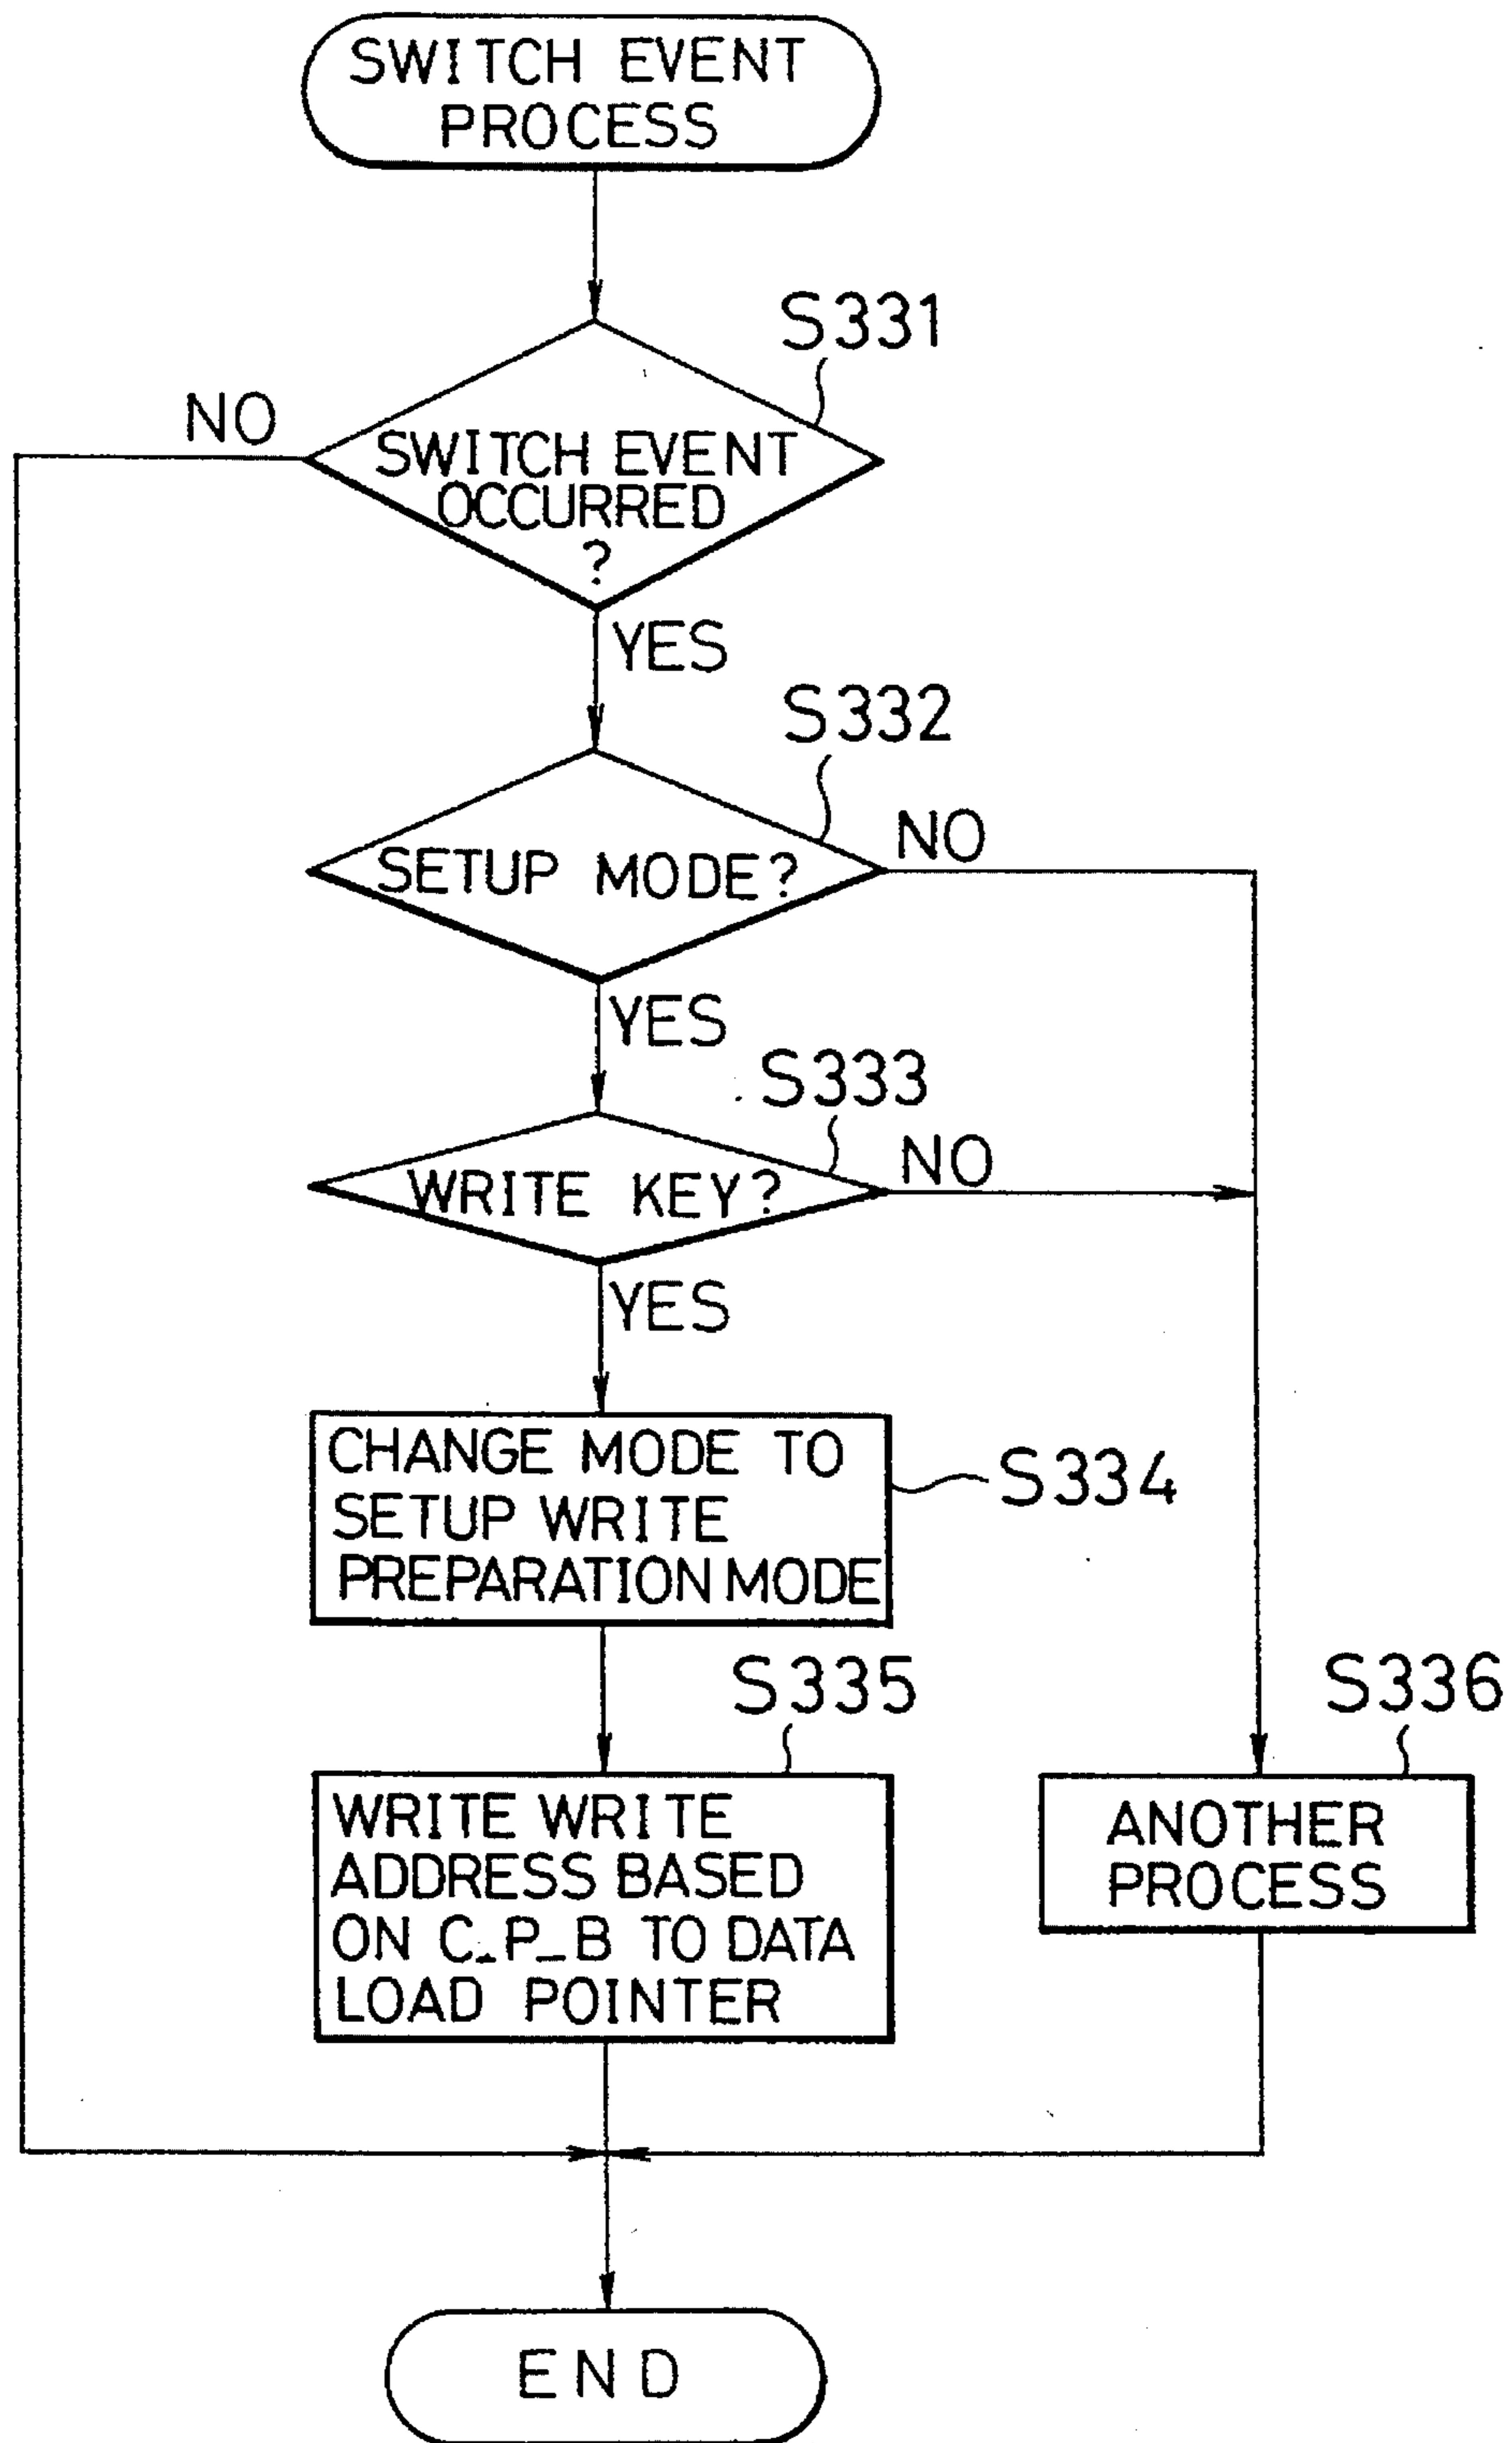 SWITCH EVENT
PROCESS
S331
NO
SWITCH EVENT
OCCURRED
?
YES
S332
NO
SETUP MODE?
YES
S333
NO
WRITE KEY?
YES
CHANGE MODE TO
SETUP WRITE
PREPARATION MODE
S334
S335
WRITE WRITE
ADDRESS BASED
ON C_P_B TO DATA
LOAD POINTER
S336
ANOTHER
PROCESS
END